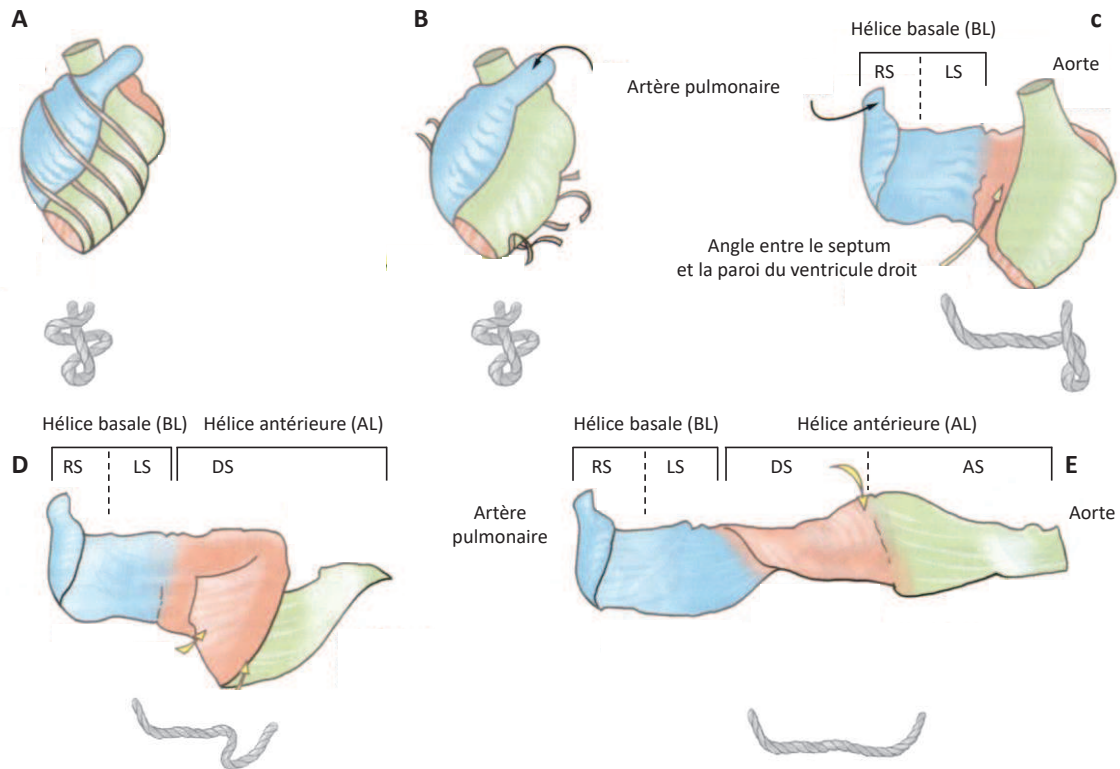 A
B
Artère pulmonaire
Hélice basale (BL)
c
RS
LS
Aorte
Angle entre le septum
et la paroi du ventricule droit
Hélice basale (BL)
Hélice antérieure (AL)
D
RS
LS
DS
Artère
pulmonaire
Hélice basale (BL)
Hélice antérieure (AL)
RS
LS
DS
AS
E
Aorte